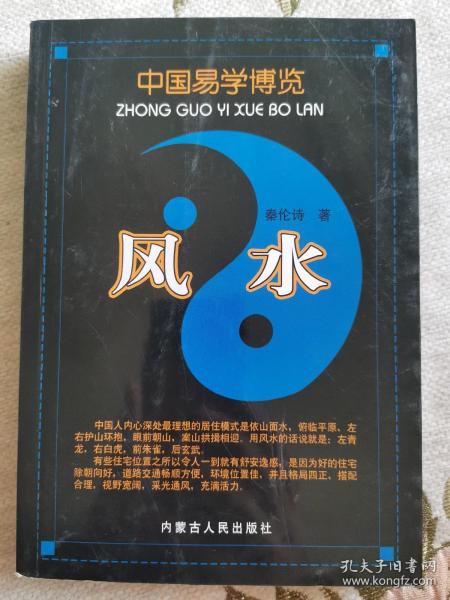 中国易学博览
ZHONG GUO YI XUE BO LAN
秦伦诗 著
风水
中国人内心深处最理想的居住模式是依山面水，俯临平原、左
右护山环抱，眼前朝山，案山拱揖相迎。用风水的话说就是：左青
龙，右白虎，前朱雀，后玄武。
有些住宅位置之所以令人一到就有舒安逸感，是因为好的住宅
除朝向好，道路交通畅顺方便，环境位置佳，并且格局四正、搭配
合理，视野宽阔，采光通风，充满活力。
内蒙古人民出版社
孔夫子旧书网
www.kongfz.com